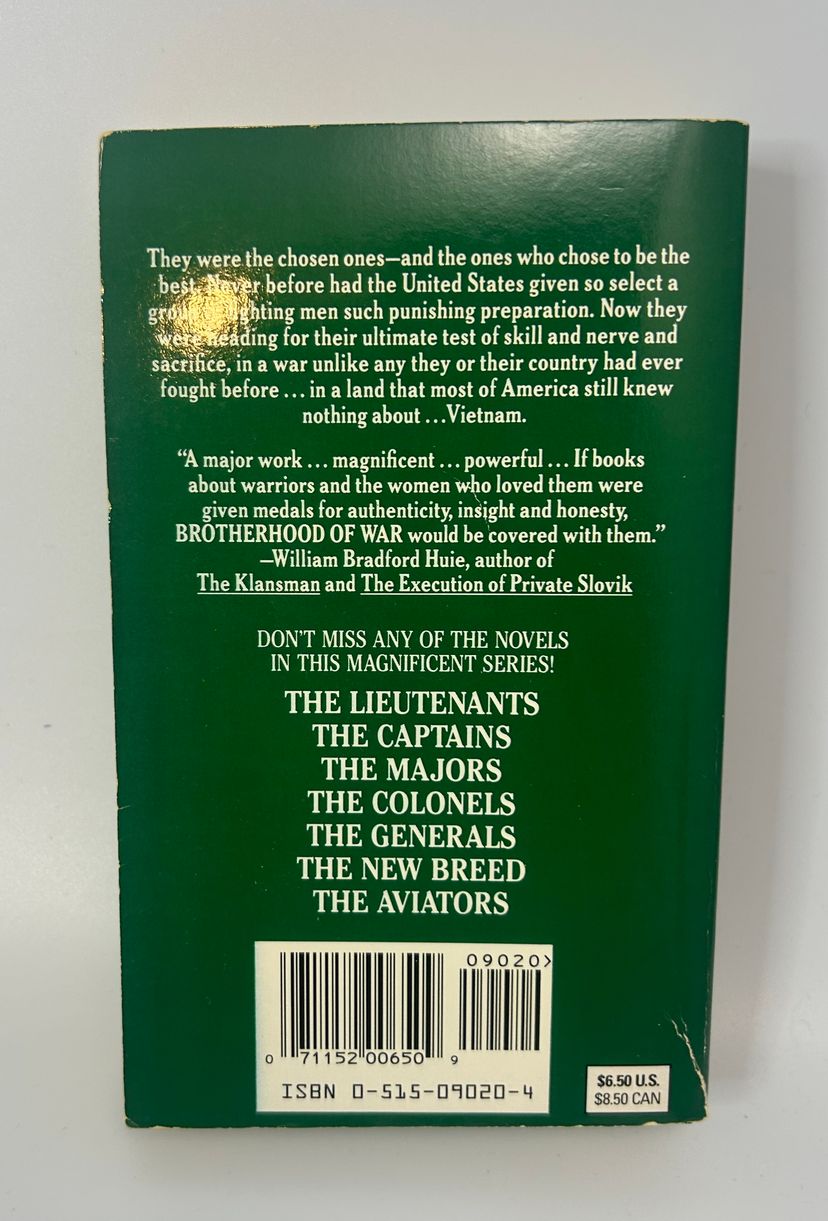 They were the chosen ones—and the ones who chose to be the
best. Never before had the United States given so select a
group of fighting men such punishing preparation. Now they
were heading for their ultimate test of skill and nerve and
sacrifice, in a war unlike any they or their country had ever
fought before ... in a land that most of America still knew
nothing about ...Vietnam.
“A major work ... magnificent ... powerful ... If books
about warriors and the women who loved them were
given medals for authenticity, insight and honesty,
BROTHERHOOD OF WAR would be covered with them.”
—William Bradford Huie, author of
The Klansman and The Execution of Private Slovik
DON'T MISS ANY OF THE NOVELS
IN THIS MAGNIFICENT SERIES!
THE LIEUTENANTS
THE CAPTAINS
THE MAJORS
THE COLONELS
THE GENERALS
THE NEW BREED
THE AVIATORS
09020>
0 71152 00650 9
ISBN 0-515-09020-4
$6.50 U.S.
$8.50 CAN